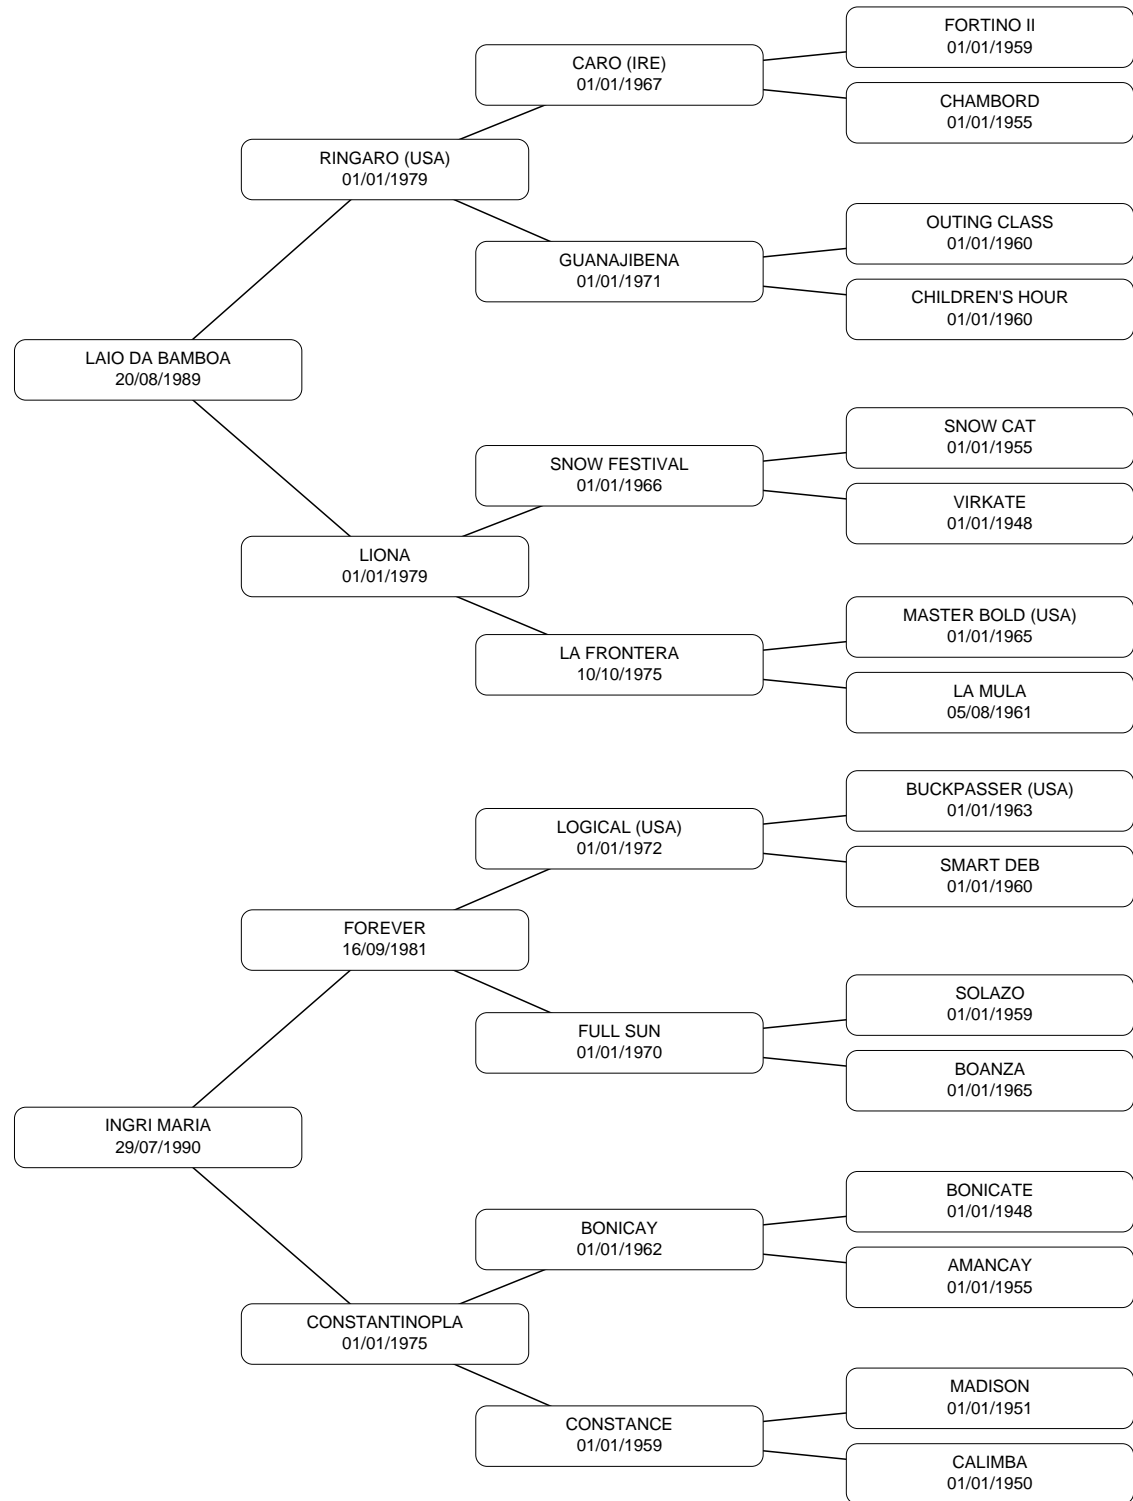 FORTINO II
01/01/1959
CARO (IRE)
01/01/1967
CHAMBORD
01/01/1955
RINGARO (USA)
01/01/1979
OUTING CLASS
01/01/1960
GUANAJIBENA
01/01/1971
CHILDREN'S HOUR
01/01/1960
LAIO DA BAMBOA
20/08/1989
SNOW CAT
01/01/1955
SNOW FESTIVAL
01/01/1966
VIRKATE
01/01/1948
LIONA
01/01/1979
MASTER BOLD (USA)
01/01/1965
LA FRONTERA
10/10/1975
LA MULA
05/08/1961
BUCKPASSER (USA)
01/01/1963
LOGICAL (USA)
01/01/1972
SMART DEB
01/01/1960
FOREVER
16/09/1981
SOLAZO
01/01/1959
FULL SUN
01/01/1970
BOANZA
01/01/1965
INGRI MARIA
29/07/1990
BONICATE
01/01/1948
BONICAY
01/01/1962
AMANCAY
01/01/1955
CONSTANTINOPLA
01/01/1975
MADISON
01/01/1951
CONSTANCE
01/01/1959
CALIMBA
01/01/1950